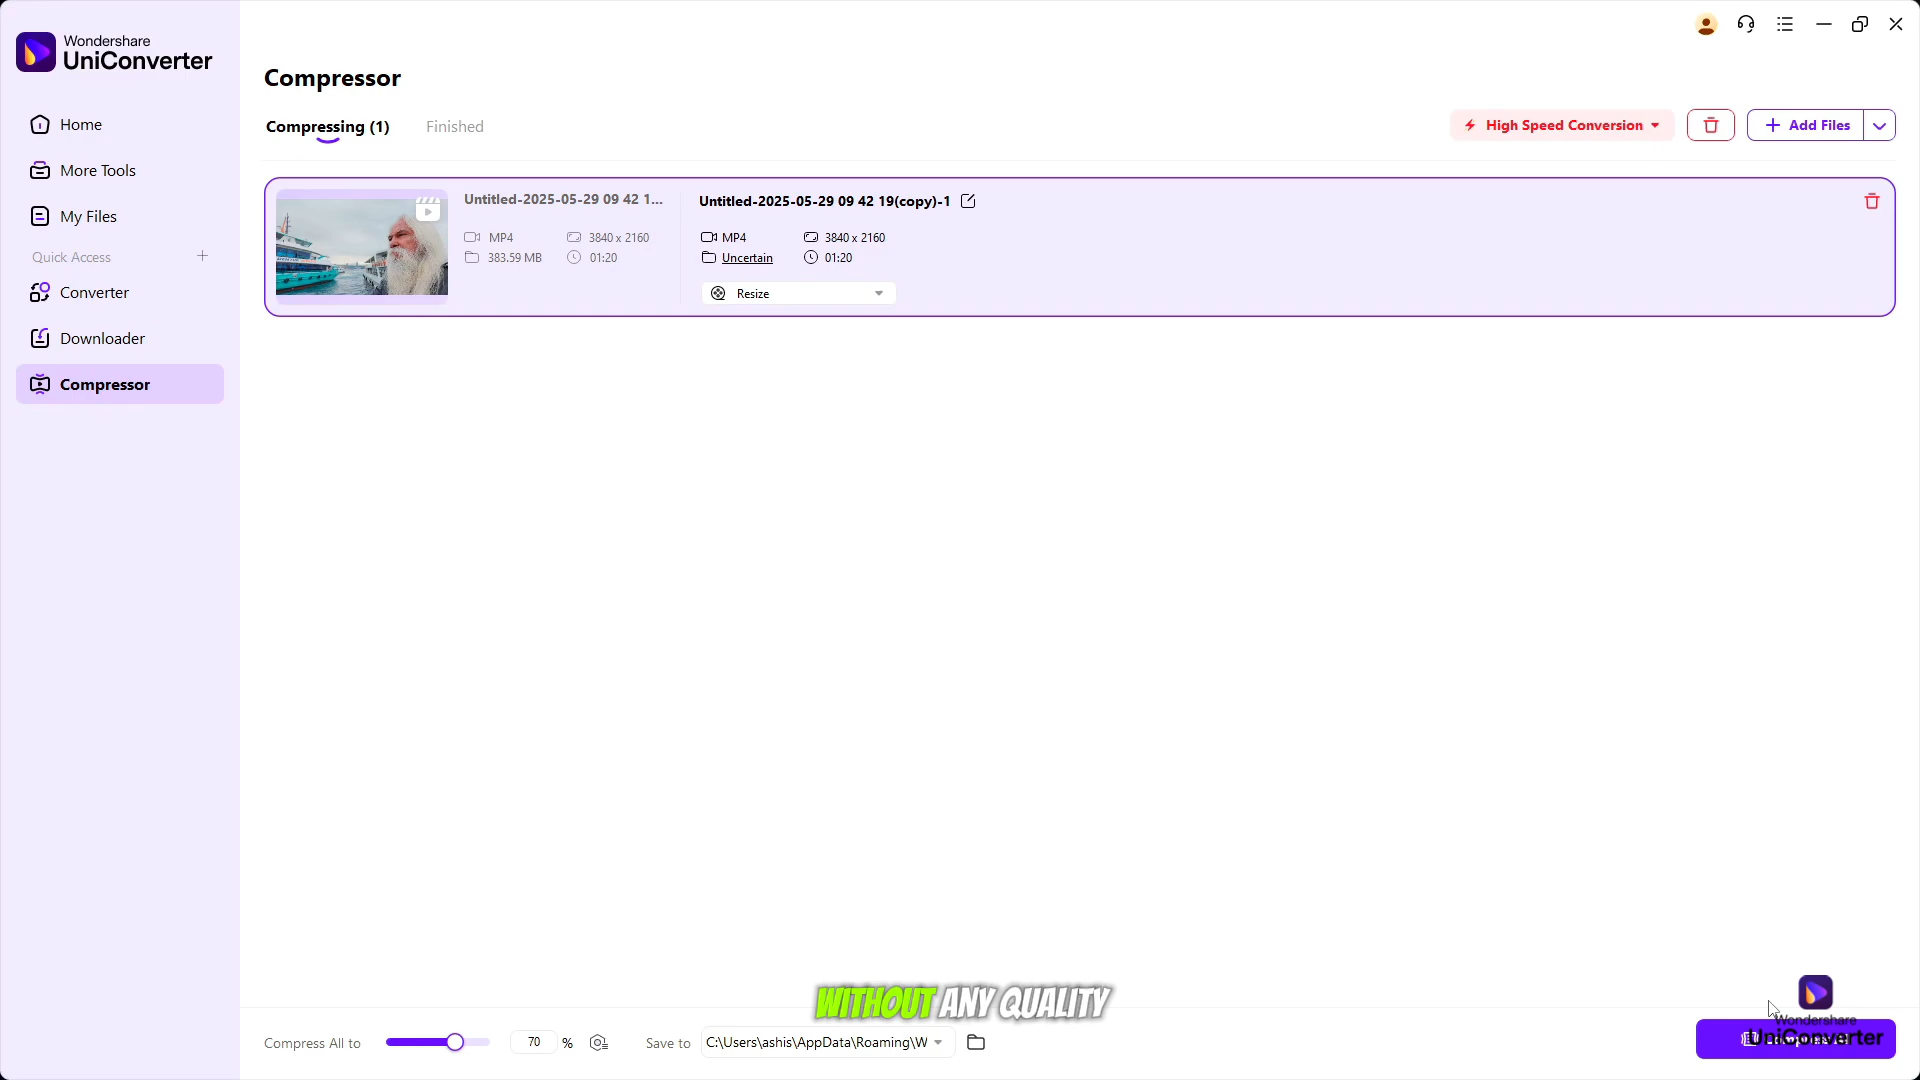 Wondershare
UniConverter
Home
More Tools
My Files
Quick Access
Converter
Downloader
Compressor
Compressor
Compressing (1)
Finished
High Speed Conversion
Add Files
Untitled-2025-05-29 09 42 1...
MP4
3840 x 2160
383.59 MB
01:20
Untitled-2025-05-29 09 42 19(copy)-1
MP4
3840 x 2160
Uncertain
01:20
Resize
WITHOUT ANY QUALITY
Compress All to
70 %
Save to
C:\Users\ashis\AppData\Roaming\W
Wondershare
UniConverter